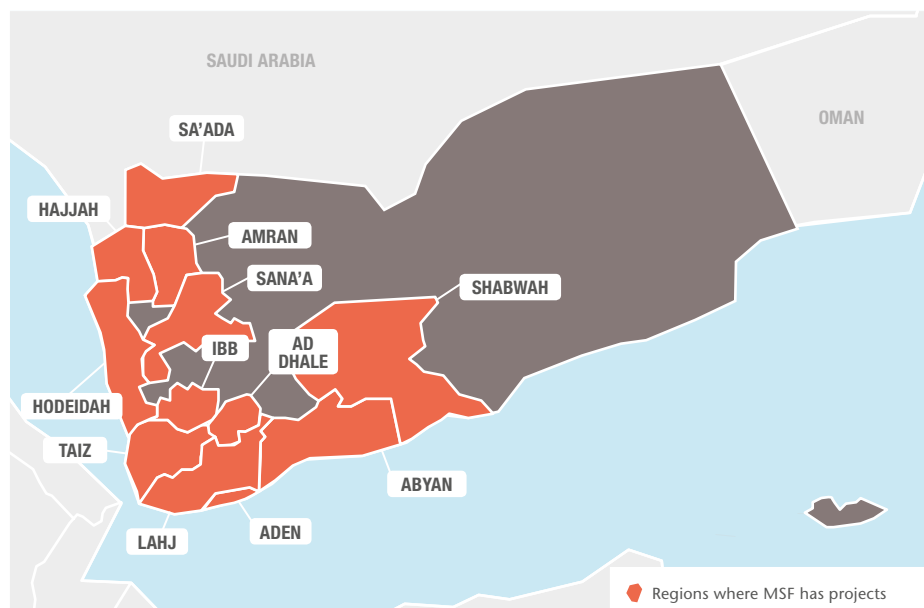 SAUDI ARABIA
OMAN
SA'ADA
HAJJAH
AMRAN
SANA'A
SHABWAH
IBB
AD
DHALE
HODEIDAH
TAIZ
ABYAN
LAHJ
ADEN
Regions where MSF has projects